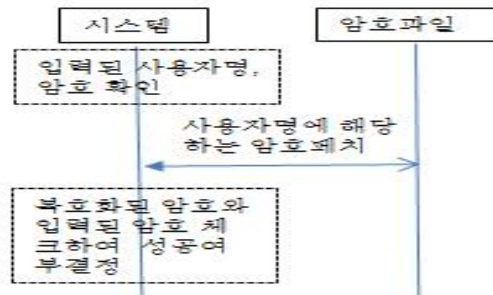 시스템
암호파일
입력된 사용자명,
암호 확인
사용자명에 해당
하는 암호패치
복호화된 암호와
입력된 암호 체
크하여 성공여
부결정